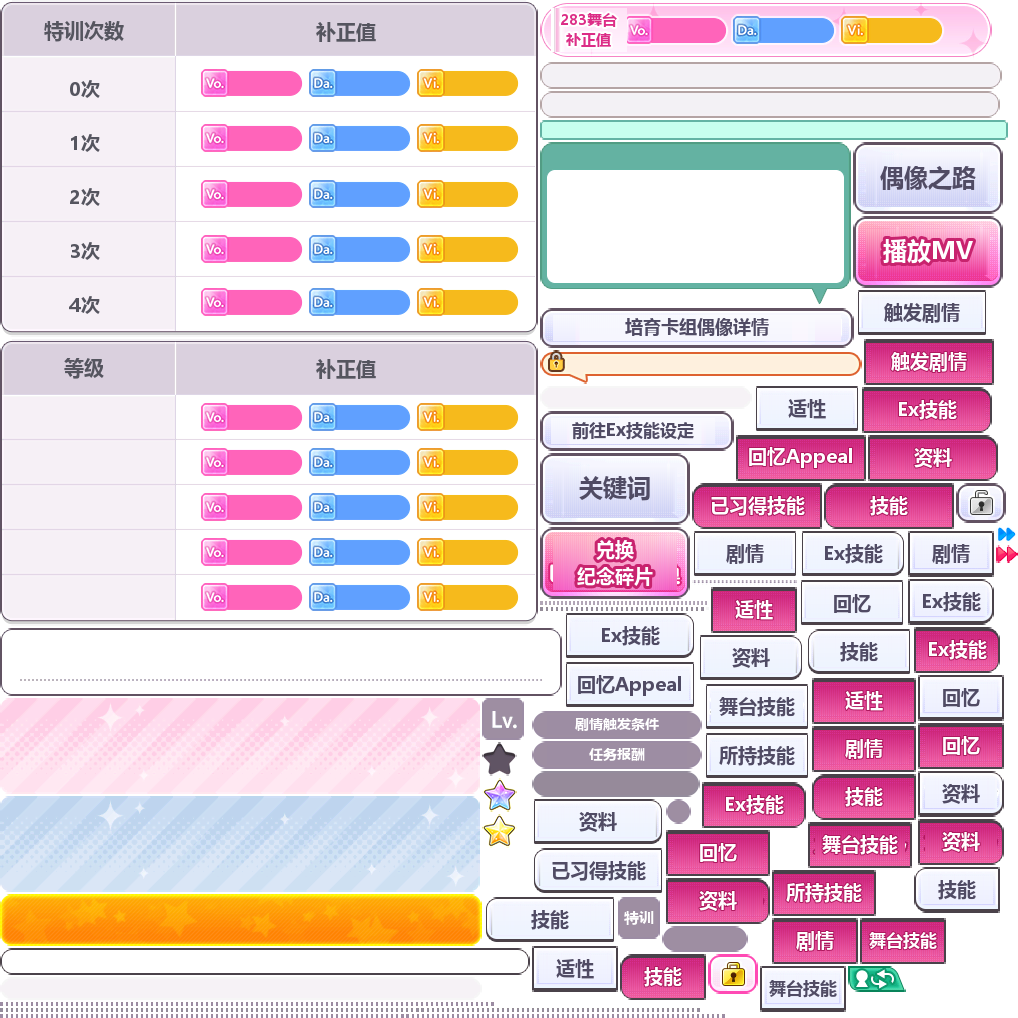 特训次数
补正值
0次
Vo.
Da.
Vi.
1次
Vo.
Da.
Vi.
2次
Vo.
Da.
Vi.
3次
Vo.
Da.
Vi.
4次
Vo.
Da.
Vi.
等级
补正值
Vo.
Da.
Vi.
Vo.
Da.
Vi.
Vo.
Da.
Vi.
Vo.
Da.
Vi.
Vo.
Da.
Vi.
283舞台
补正值
Vo.
Da.
Vi.
偶像之路
播放MV
触发剧情
培育卡组偶像详情
触发剧情
适性
Ex技能
前往Ex技能设定
回忆Appeal
资料
关键词
已习得技能
技能
兑换
纪念碎片
剧情
Ex技能
剧情
适性
回忆
Ex技能
Ex技能
资料
技能
Ex技能
回忆Appeal
舞台技能
适性
回忆
Lv.
剧情触发条件
任务报酬
所持技能
剧情
回忆
资料
Ex技能
技能
资料
已习得技能
回忆
舞台技能
资料
技能
特训
资料
所持技能
技能
适性
技能
剧情
舞台技能
舞台技能